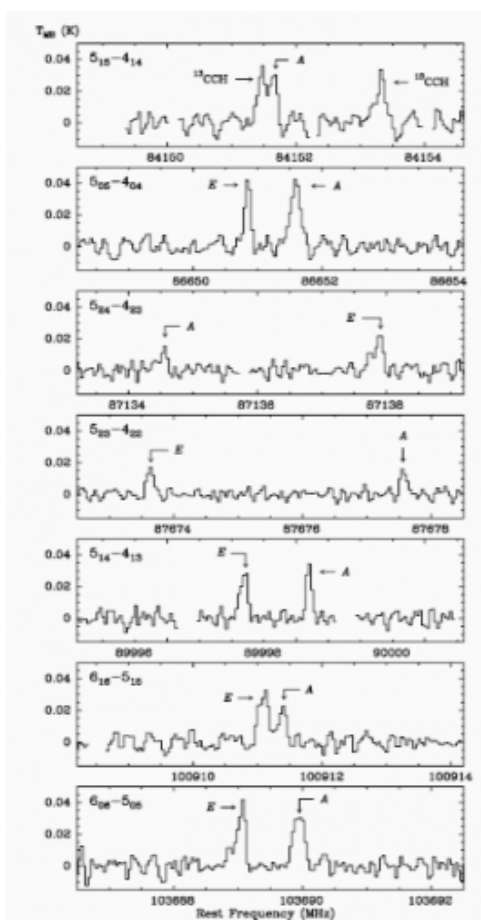 T_MB (K)
5₁₅–4₁₄
¹³CCH
A
¹³CCH
0.04
0.02
0
84150
84152
84154
5₀₅–4₀₄
E
A
0.04
0.02
0
86650
86652
86654
5₂₄–4₂₃
A
E
0.04
0.02
0
87134
87138
87138
5₂₃–4₂₂
E
A
0.04
0.02
0
87674
87676
87678
5₁₄–4₁₃
E
A
0.04
0.02
0
89996
89998
90000
6₁₆–5₁₅
E
A
0.04
0.02
0
100910
100912
100914
6₀₆–5₀₅
E
A
0.04
0.02
0
103688
103690
103692
Rest Frequency (MHz)